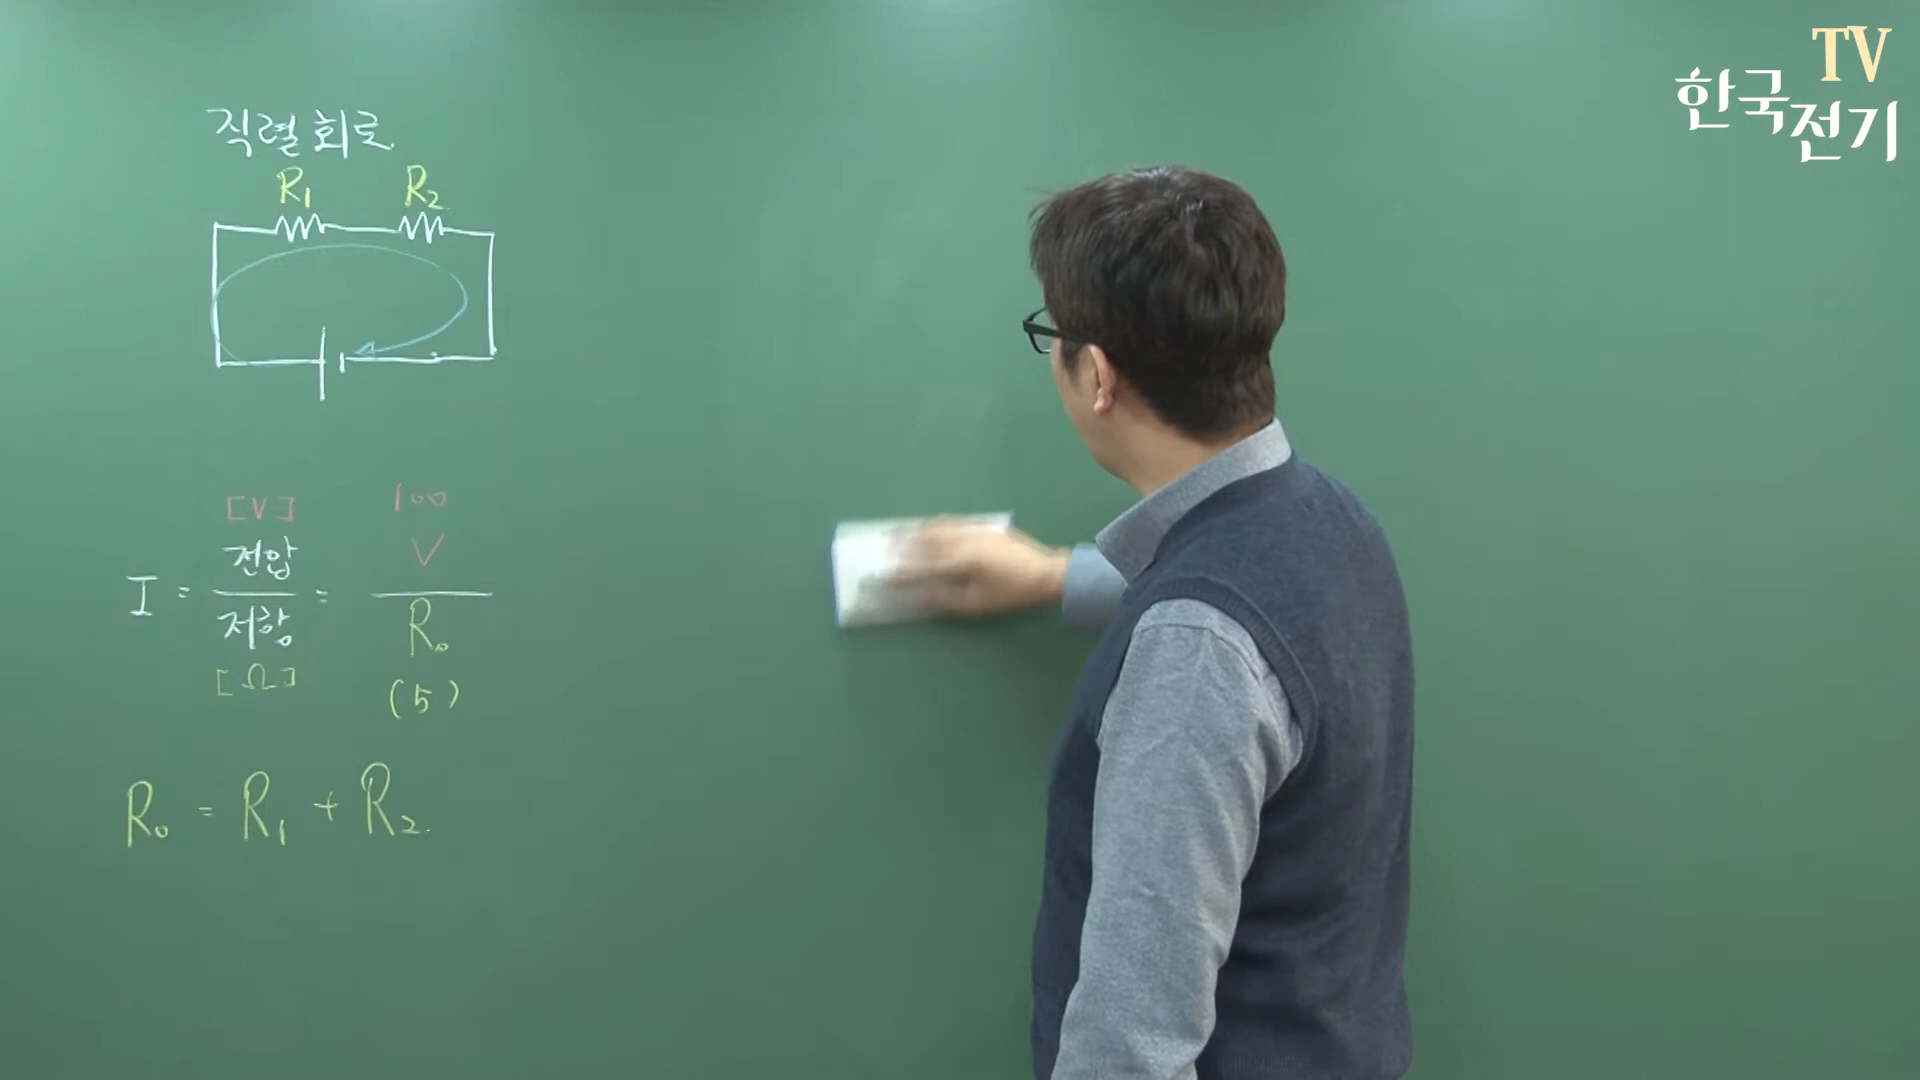 TV
한국전기
직렬 회로
R₁ R₂
[V] 100
전압 V
I = ─ = ─
저항 R₀
[Ω] (5)
R₀ = R₁ + R₂.